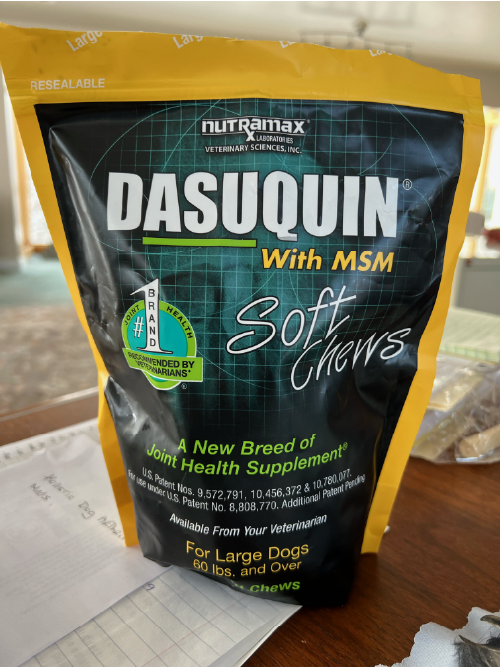 Large
Larg
RESEALABLE
nutramax®
LABORATORIES
VETERINARY SCIENCES, INC.
DASUQUIN®
With MSM
JOINT HEALTH
#1
BRAND
RECOMMENDED BY
VETERINARIANS*
®
Soft
Chews
A New Breed of
Joint Health Supplement®
U.S. Patent Nos. 9,572,791, 10,456,372 & 10,780,077.
For use under U.S. Patent No. 8,808,770. Additional Patent Pending
Available From Your Veterinarian
For Large Dogs
60 lbs. and Over
Chews
Dog